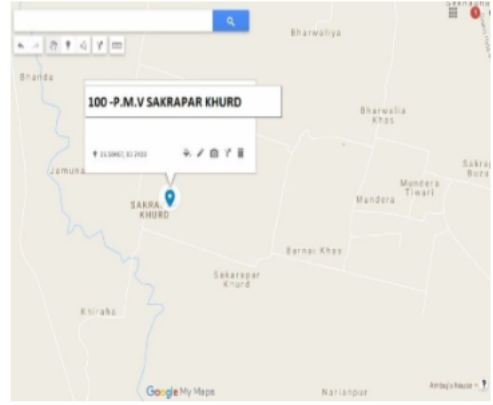 Bharwaliya
Bhanda
100 -P.M.V SAKRAPAR KHURD
Bharwalia
Khas
Jamuna
Mundera
Tiwari
Mundera
SAKRA
KHURD
Barnai Khas
Sakarapar
Khurd
Khiraha
Google My Maps
Narianpur